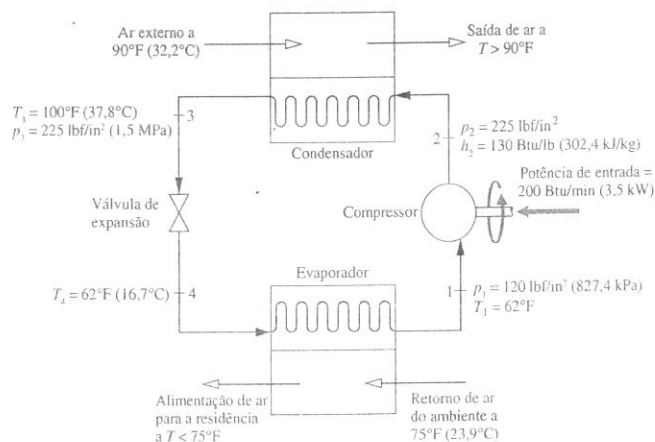 Ar externo a
90°F (32,2°C)
Saída de ar a
T > 90°F
T₃ = 100°F (37,8°C)
p₃ = 225 lbf/in² (1,5 MPa)
3
Condensador
2
p₂ = 225 lbf/in²
h₂ = 130 Btu/lb (302,4 kJ/kg)
Potência de entrada =
200 Btu/min (3,5 kW)
Compressor
Válvula de
expansão
Evaporador
T₄ = 62°F (16,7°C)
4
1
p₁ = 120 lbf/in² (827,4 kPa)
T₁ = 62°F
Alimentação de ar
para a residência
a T < 75°F
Retorno de ar
do ambiente a
75°F (23,9°C)